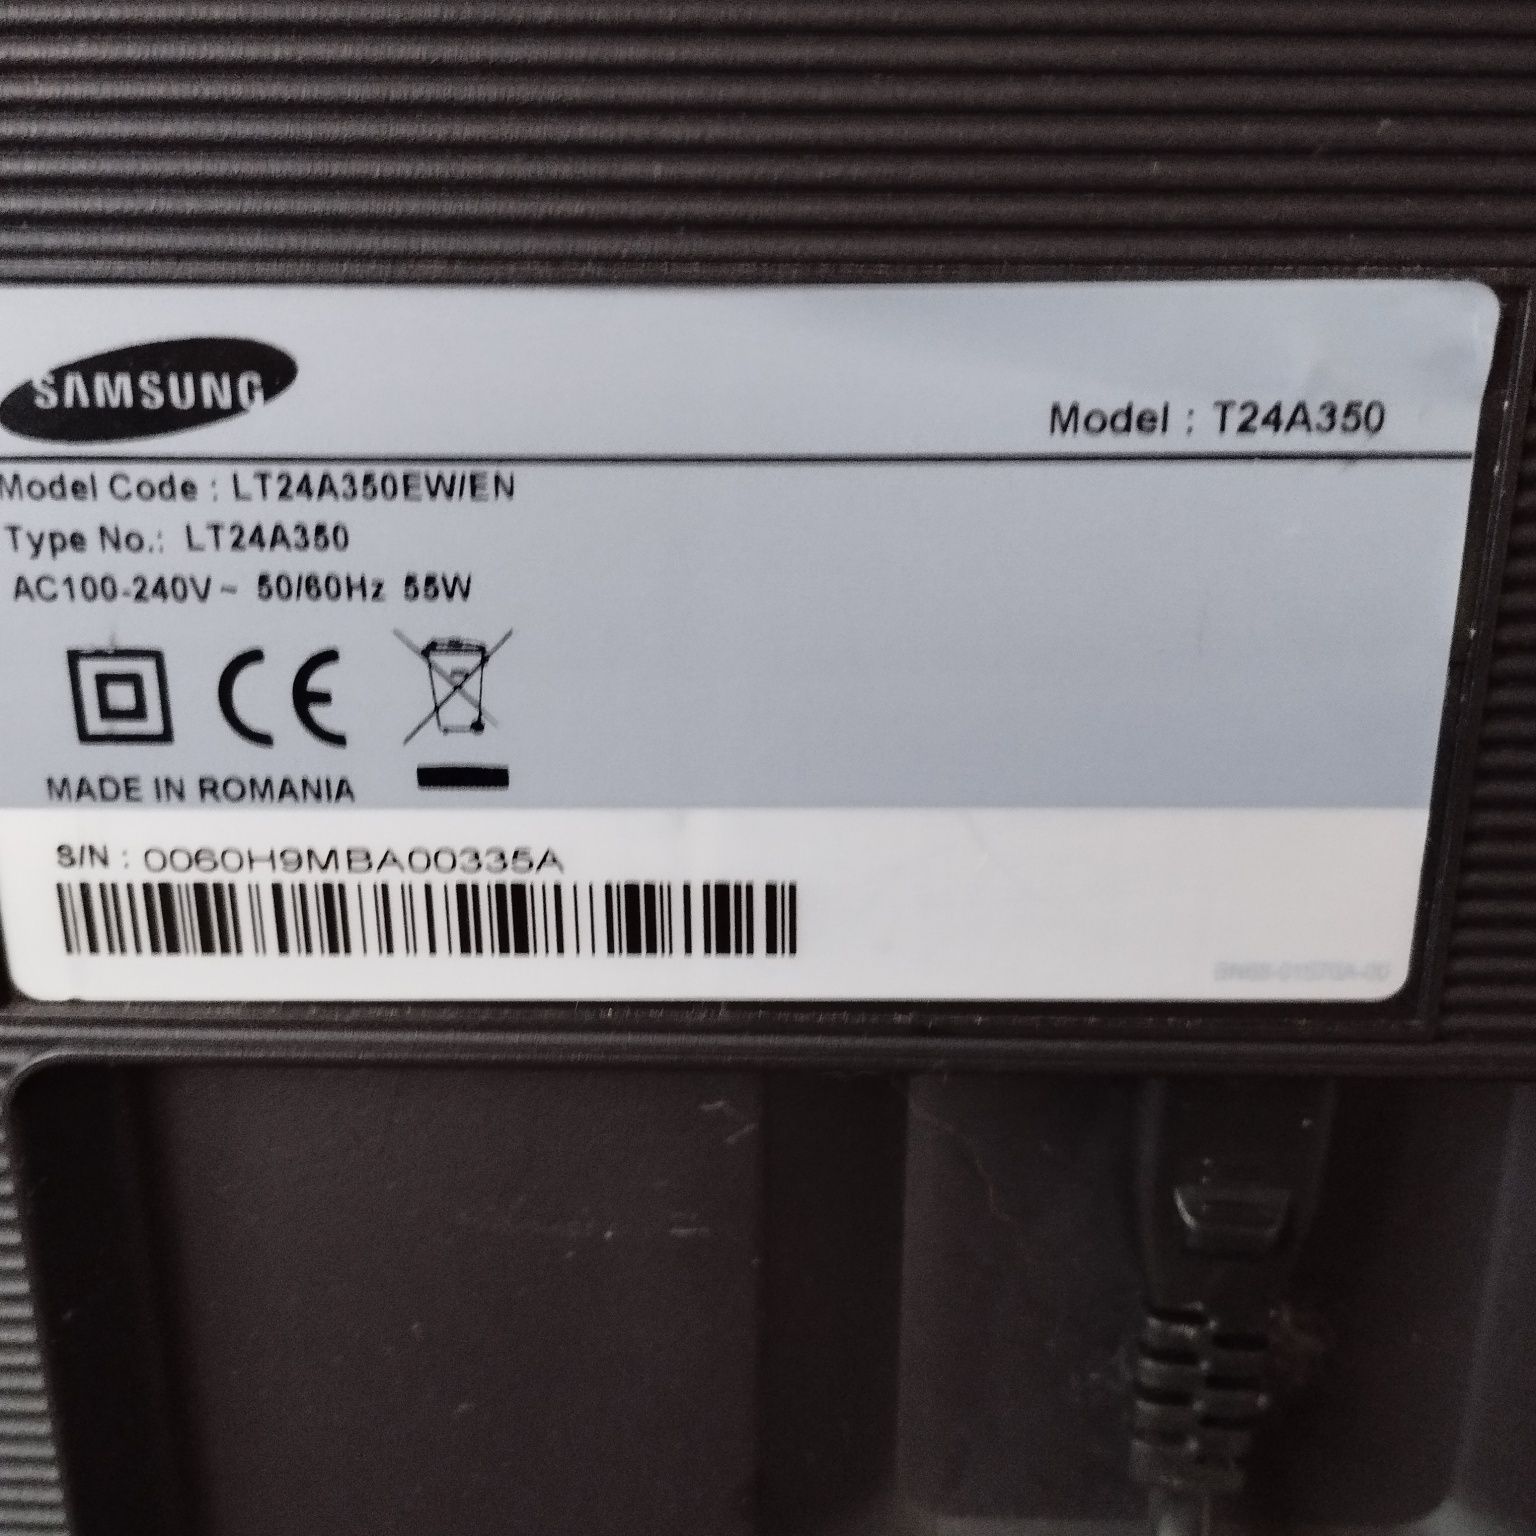 SAMSUNG
Model : T24A350
Model Code : LT24A350EW/EN
Type No.: LT24A350
AC100-240V~ 50/60Hz 55W
CE
MADE IN ROMANIA
S/N : 0060H9MBA00335A